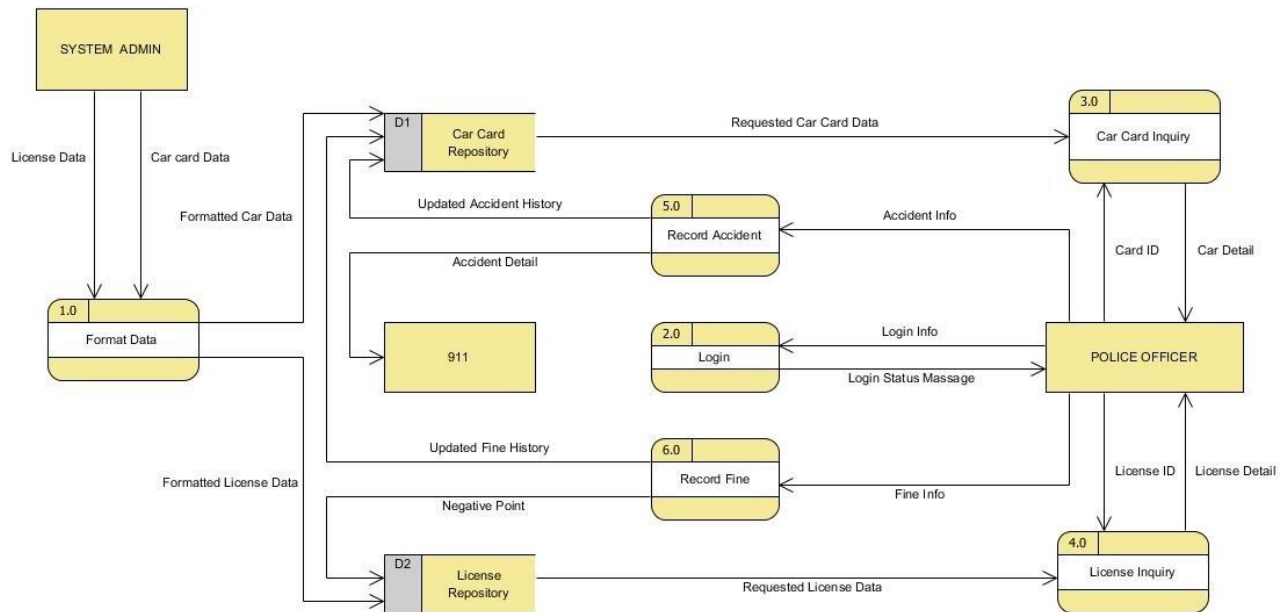 SYSTEM ADMIN
License Data
Car card Data
Formatted Car Data
1.0
Format Data
Formatted License Data
D1
Car Card
Repository
Requested Car Card Data
3.0
Car Card Inquiry
Updated Accident History
5.0
Record Accident
Accident Info
Accident Detail
Card ID
Car Detail
911
2.0
Login
Login Info
Login Status Massage
POLICE OFFICER
Updated Fine History
6.0
Record Fine
Fine Info
Negative Point
License ID
License Detail
D2
License
Repository
Requested License Data
4.0
License Inquiry